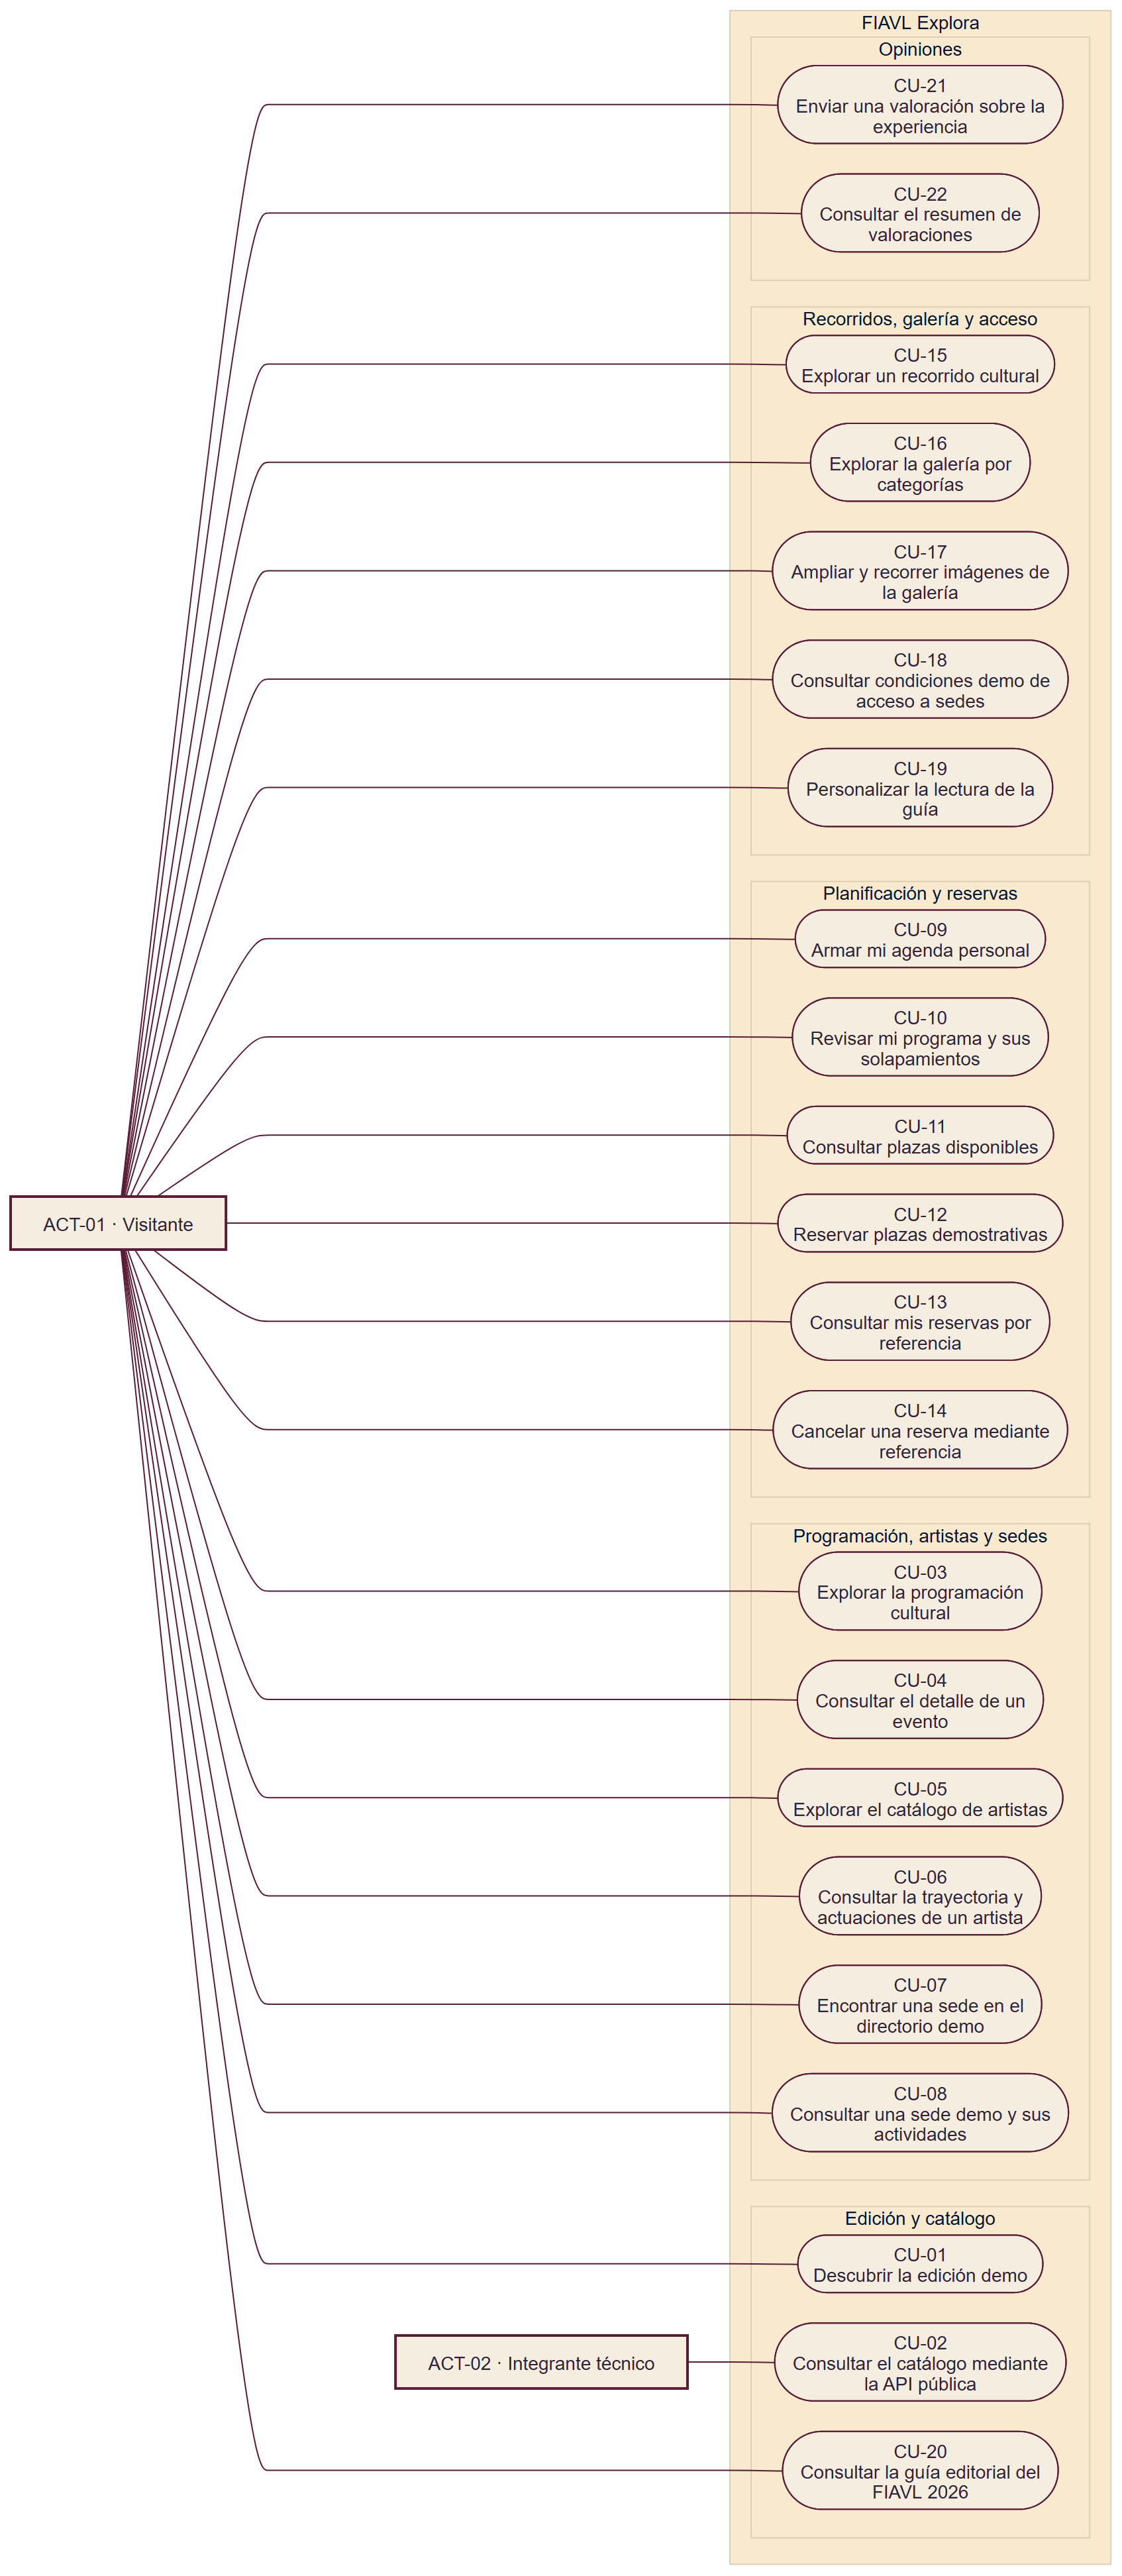 FIAVL Explora
Opiniones
CU-21
Enviar una valoración sobre la
experiencia
CU-22
Consultar el resumen de
valoraciones
Recorridos, galería y acceso
CU-15
Explorar un recorrido cultural
CU-16
Explorar la galería por
categorías
CU-17
Ampliar y recorrer imágenes de
la galería
CU-18
Consultar condiciones demo de
acceso a sedes
CU-19
Personalizar la lectura de la
guía
Planificación y reservas
CU-09
Armar mi agenda personal
CU-10
Revisar mi programa y sus
solapamientos
CU-11
Consultar plazas disponibles
ACT-01 · Visitante
CU-12
Reservar plazas demostrativas
CU-13
Consultar mis reservas por
referencia
CU-14
Cancelar una reserva mediante
referencia
Programación, artistas y sedes
CU-03
Explorar la programación
cultural
CU-04
Consultar el detalle de un
evento
CU-05
Explorar el catálogo de artistas
CU-06
Consultar la trayectoria y
actuaciones de un artista
CU-07
Encontrar una sede en el
directorio demo
CU-08
Consultar una sede demo y sus
actividades
Edición y catálogo
CU-01
Descubrir la edición demo
ACT-02 · Integrante técnico
CU-02
Consultar el catálogo mediante
la API pública
CU-20
Consultar la guía editorial del
FIAVL 2026